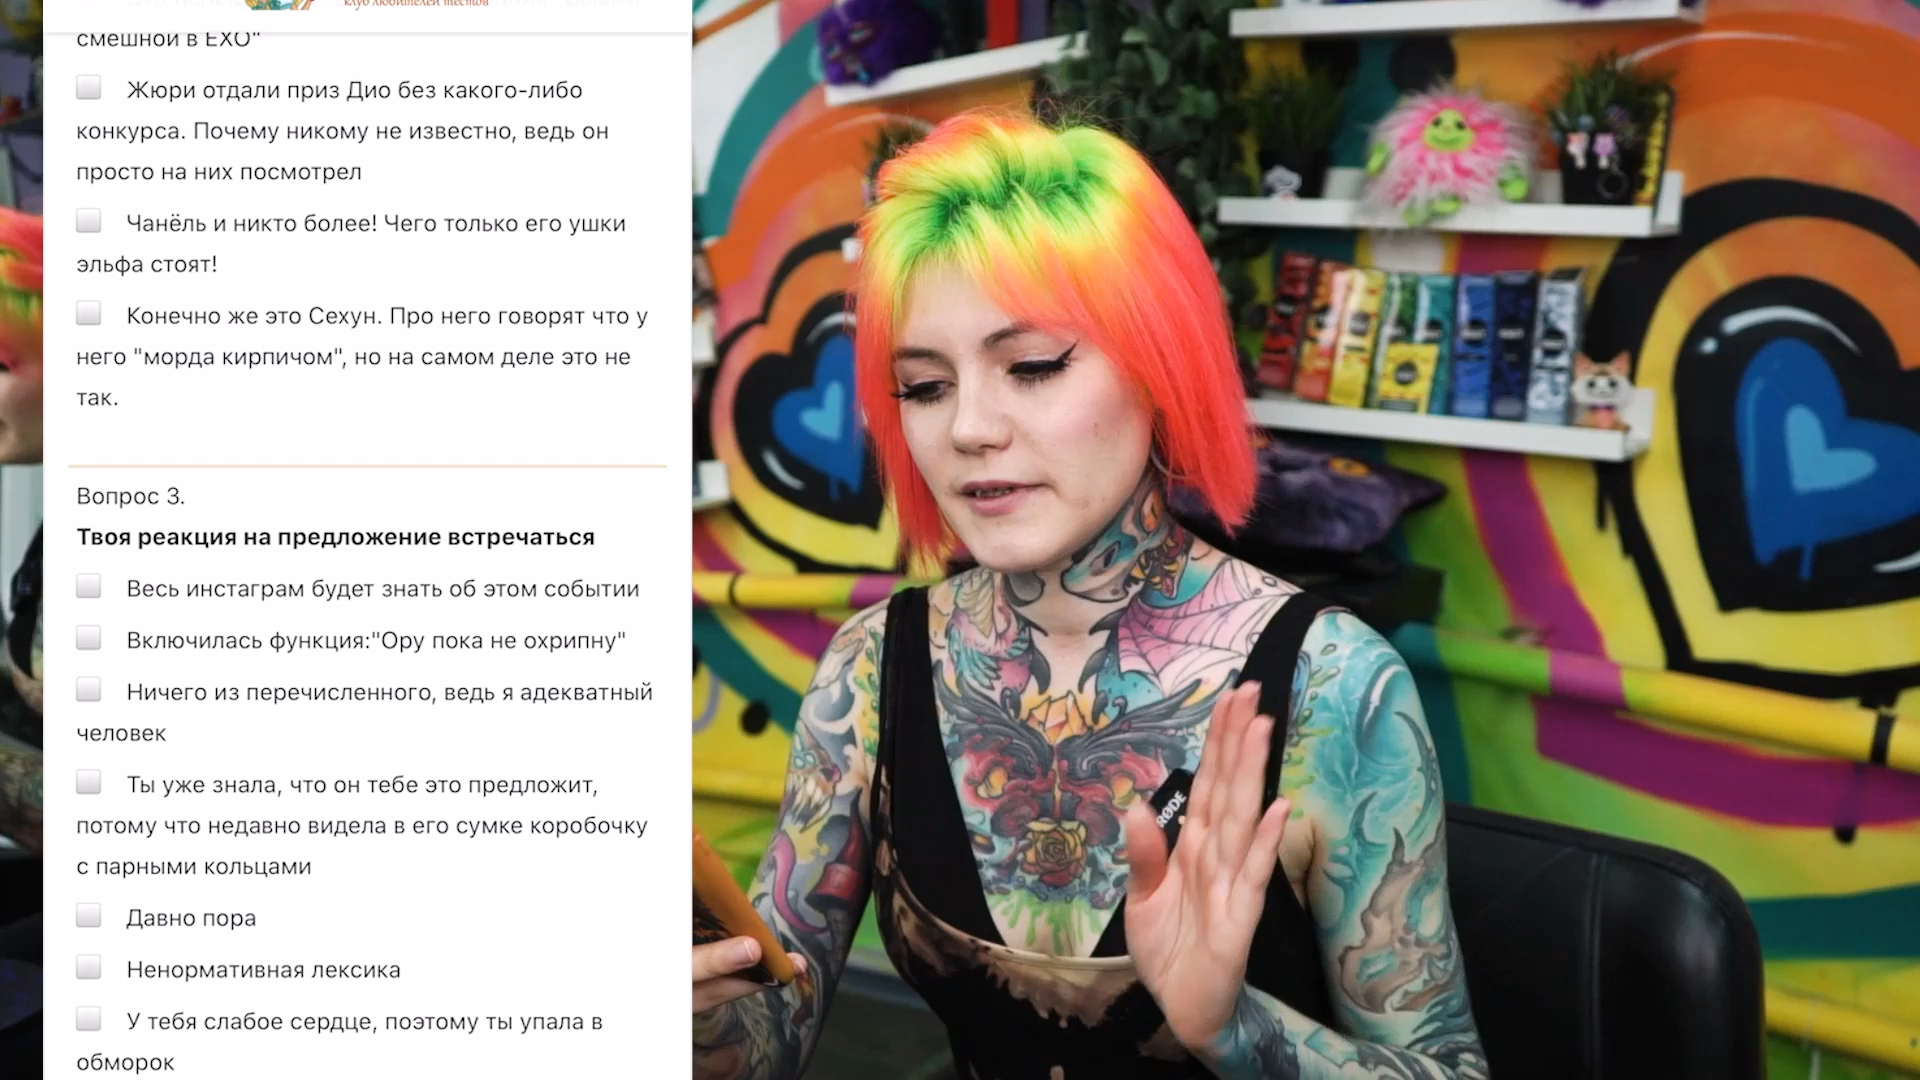 клуб любителей тестов
смешной в EXO"
Жюри отдали приз Дио без какого-либо
конкурса. Почему никому не известно, ведь он
просто на них посмотрел
Чанёль и никто более! Чего только его ушки
эльфа стоят!
Конечно же это Сехун. Про него говорят что у
него "морда кирпичом", но на самом деле это не
так.
Вопрос 3.
Твоя реакция на предложение встречаться
Весь инстаграм будет знать об этом событии
Включилась функция:"Ору пока не охрипну"
Ничего из перечисленного, ведь я адекватный
человек
Ты уже знала, что он тебе это предложит,
потому что недавно видела в его сумке коробочку
с парными кольцами
Давно пора
Ненормативная лексика
У тебя слабое сердце, поэтому ты упала в
обморок
RØDE